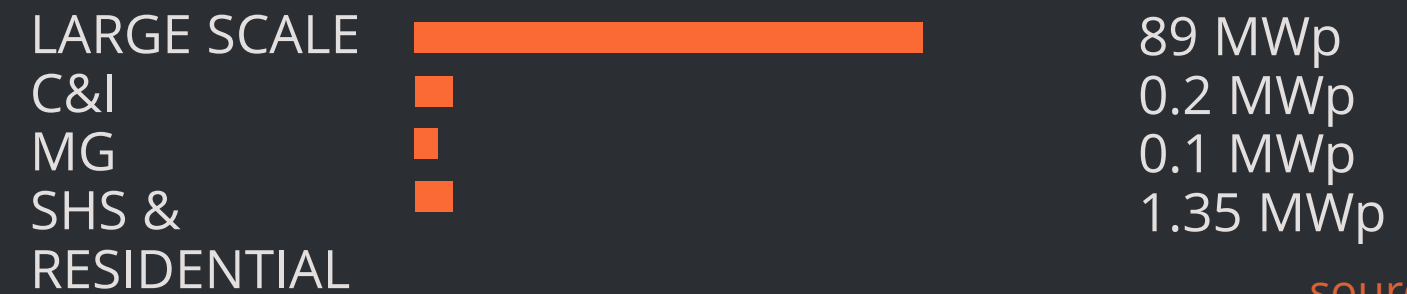 LARGE SCALE 89 MWp
C&I 0.2 MWp
MG 0.1 MWp
SHS & 1.35 MWp
RESIDENTIAL